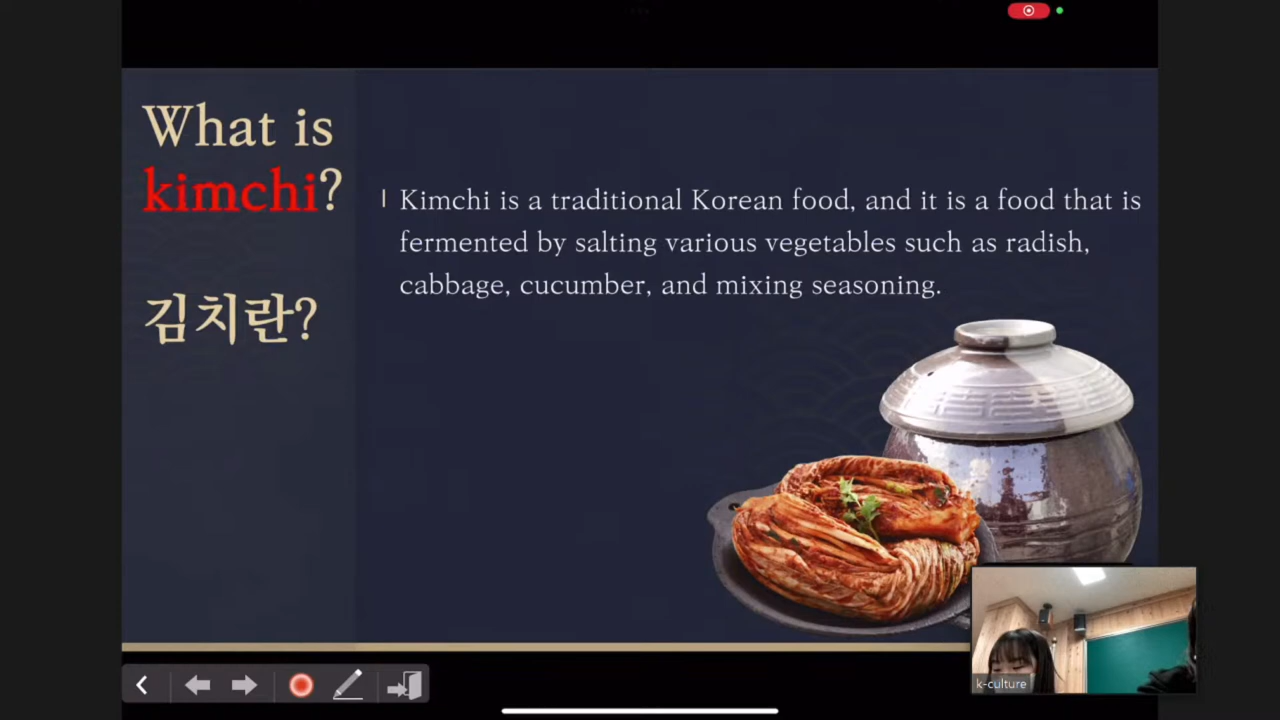 What is
kimchi?
김치란?
Kimchi is a traditional Korean food, and it is a food that is
fermented by salting various vegetables such as radish,
cabbage, cucumber, and mixing seasoning.
k-culture